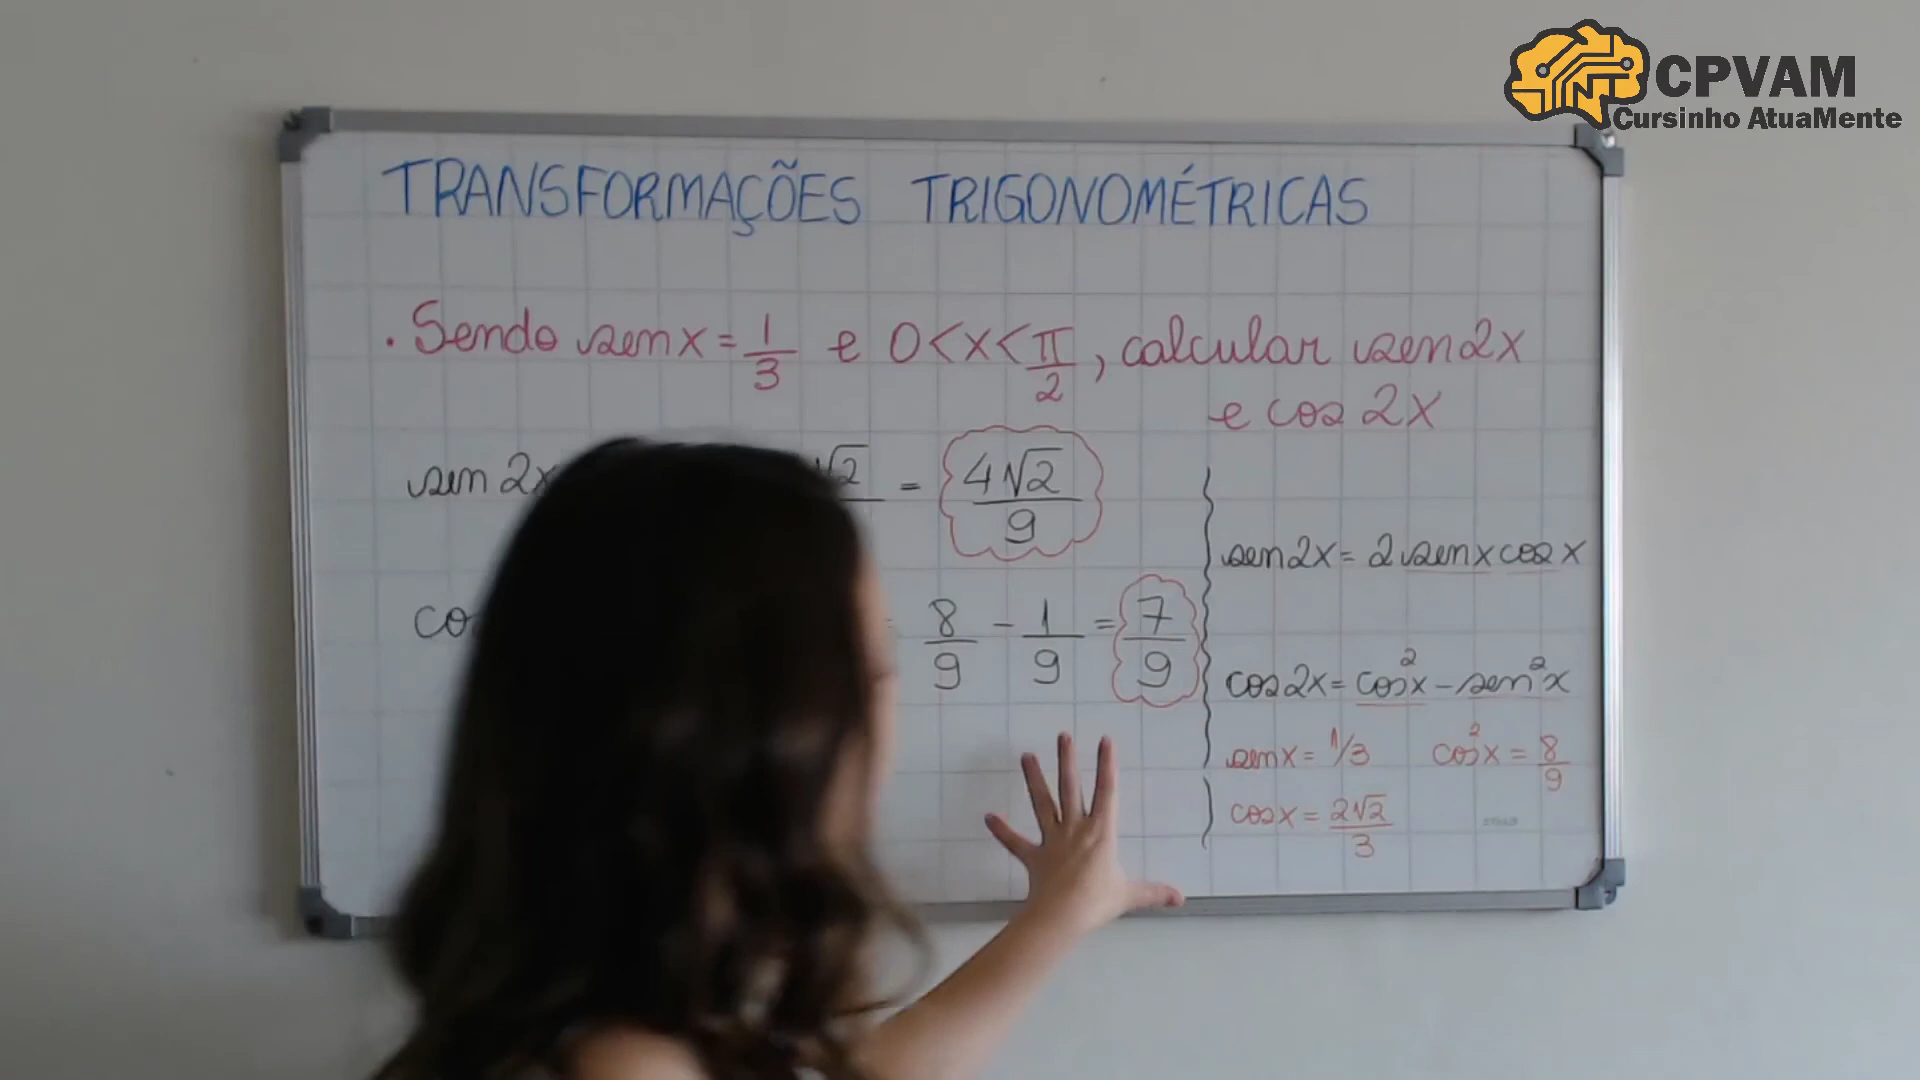 CPVAM
Cursinho AtuaMente
TRANSFORMAÇÕES TRIGONOMÉTRICAS
. Sendo sen x = 1/3 e 0 < x < π/2, calcular sen 2x
e cos 2x
sen 2x √2 = 4√2/9
sen 2x = 2 sen x cos x
co = 8/9 - 1/9 = 7/9
cos 2x = cos²x - sen²x
sen x = 1/3 cos²x = 8/9
cos x = 2√2/3